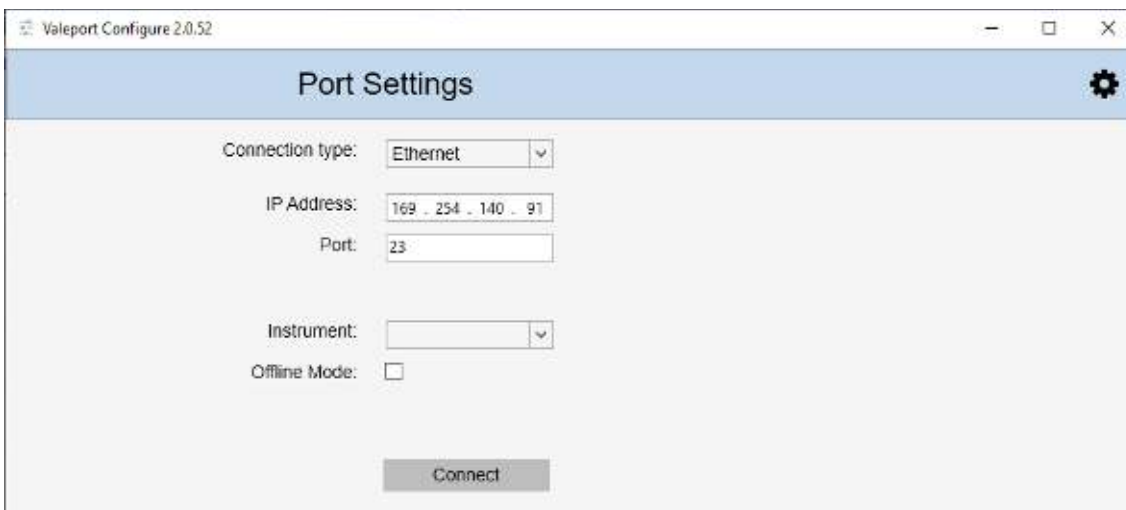 Valeport Configure 2.0.52
Port Settings
Connection type: Ethernet
IP Address: 169 . 254 . 140 . 91
Port: 23
Instrument:
Offline Mode:
Connect